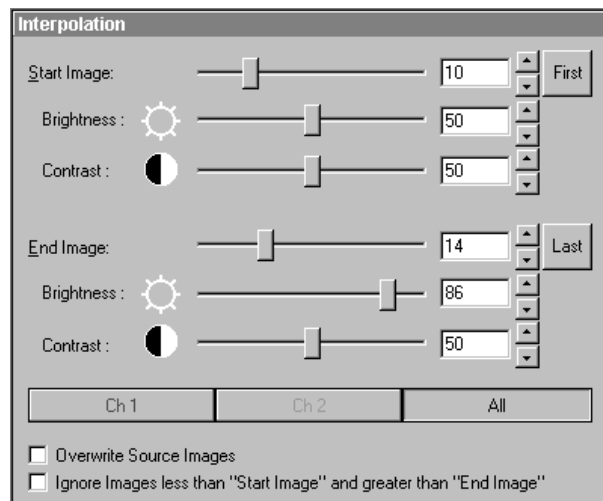 Interpolation
Start Image: 10 First
Brightness : 50
Contrast : 50
End Image: 14 Last
Brightness : 86
Contrast : 50
Ch 1 Ch 2 All
Overwrite Source Images
Ignore Images less than "Start Image" and greater than "End Image"